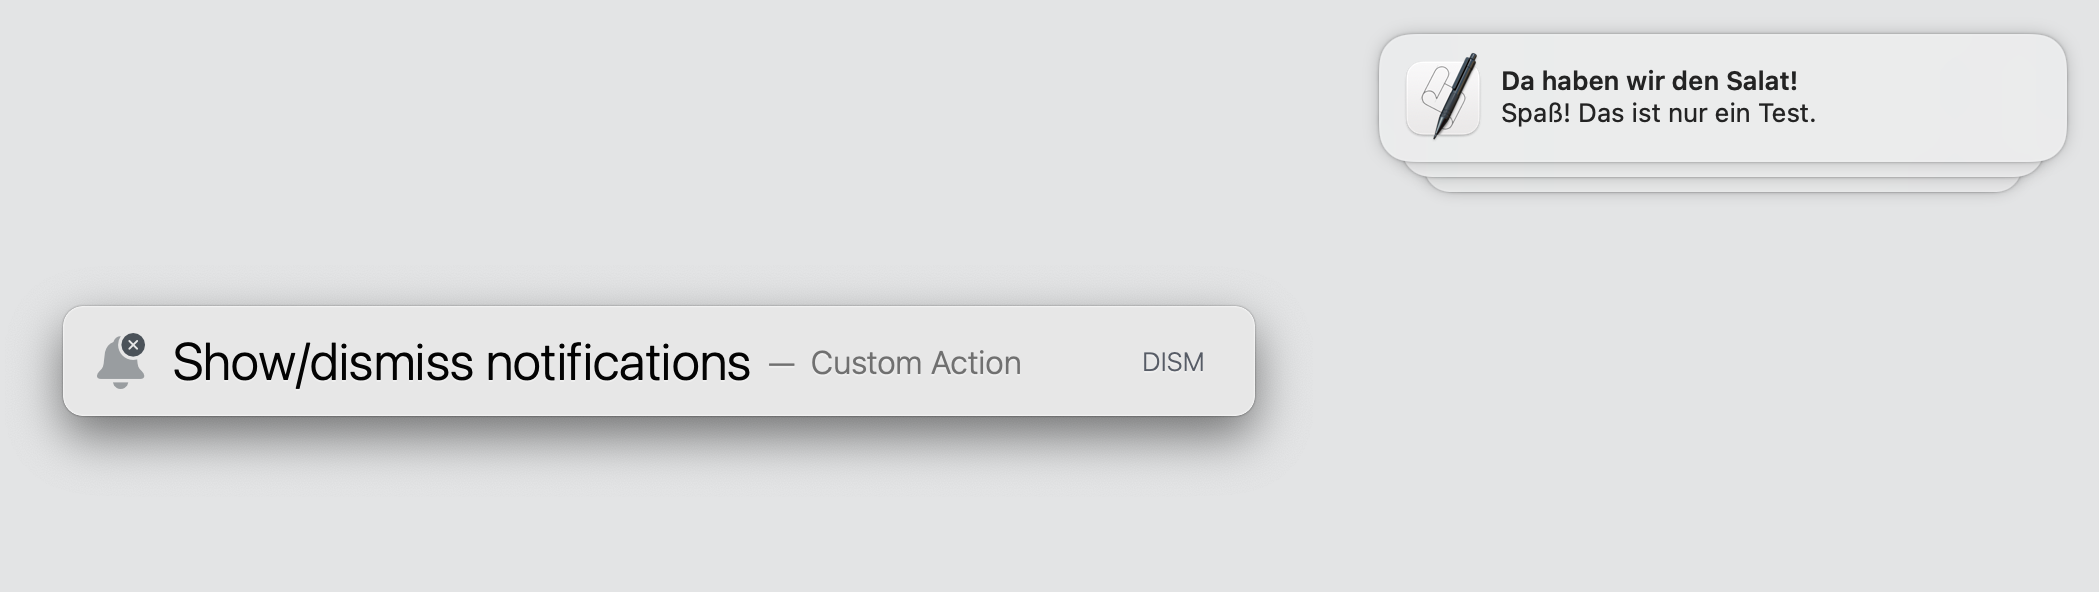 Da haben wir den Salat!
Spaß! Das ist nur ein Test.
Show/dismiss notifications — Custom Action DISM